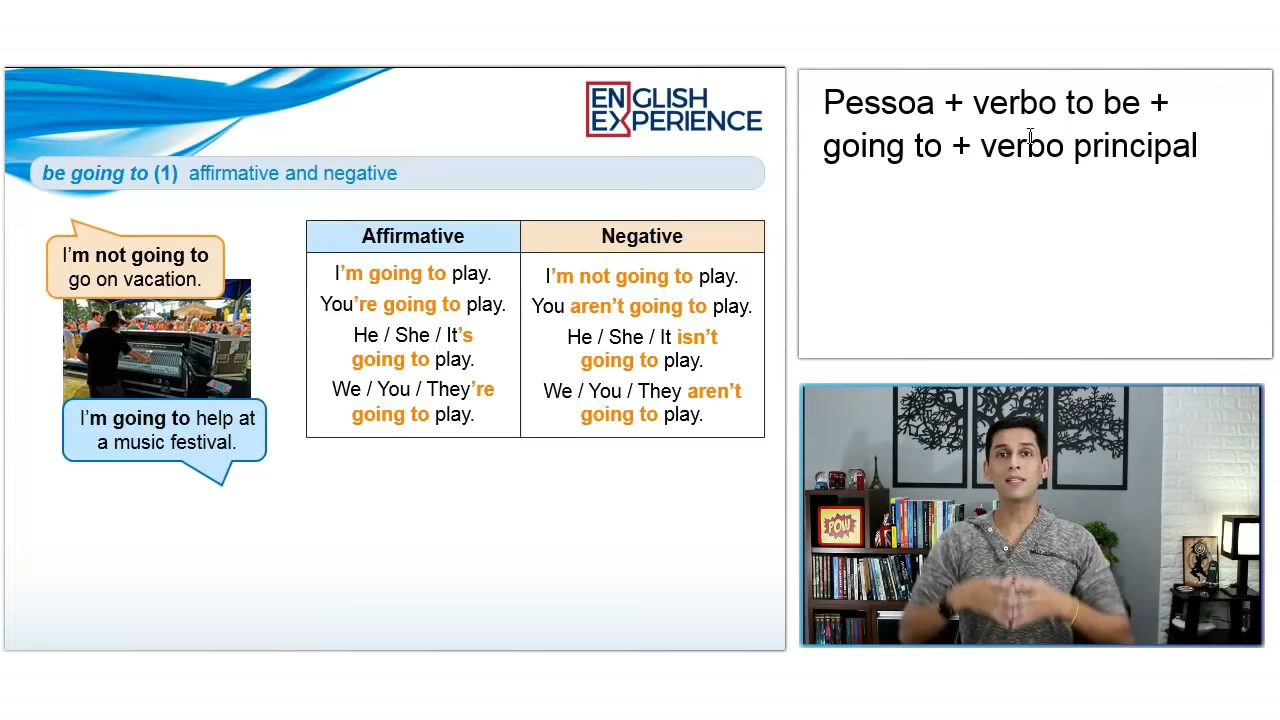 ENGLISH
EXPERIENCE
be going to (1) affirmative and negative
I'm not going to
go on vacation.
I'm going to help at
a music festival.
Affirmative
I'm going to play.
You're going to play.
He / She / It's
going to play.
We / You / They're
going to play.
Negative
I'm not going to play.
You aren't going to play.
He / She / It isn't
going to play.
We / You / They aren't
going to play.
Pessoa + verbo to be +
going to + verbo principal
POW